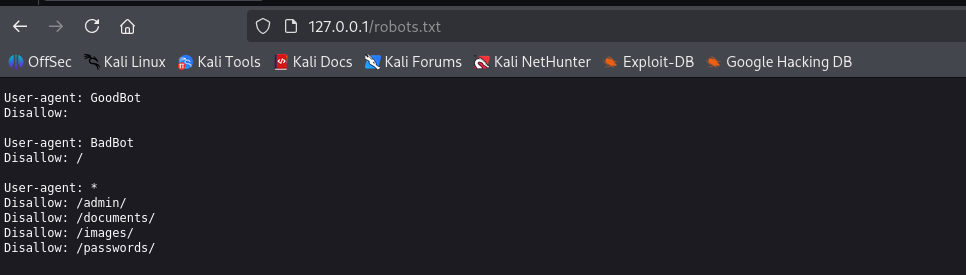 127.0.0.1/robots.txt
OffSec Kali Linux Kali Tools Kali Docs Kali Forums Kali NetHunter Exploit-DB Google Hacking DB
User-agent: GoodBot
Disallow:
User-agent: BadBot
Disallow: /
User-agent: *
Disallow: /admin/
Disallow: /documents/
Disallow: /images/
Disallow: /passwords/